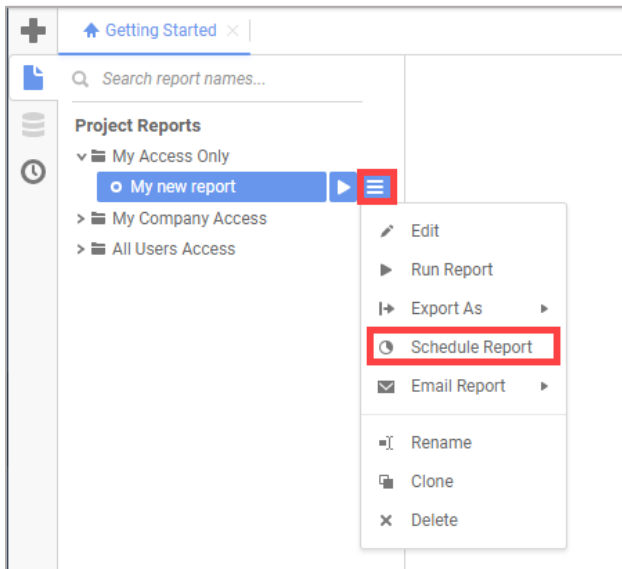 Getting Started
Search report names...
Project Reports
My Access Only
My new report
My Company Access
All Users Access
Edit
Run Report
Export As
Schedule Report
Email Report
Rename
Clone
Delete